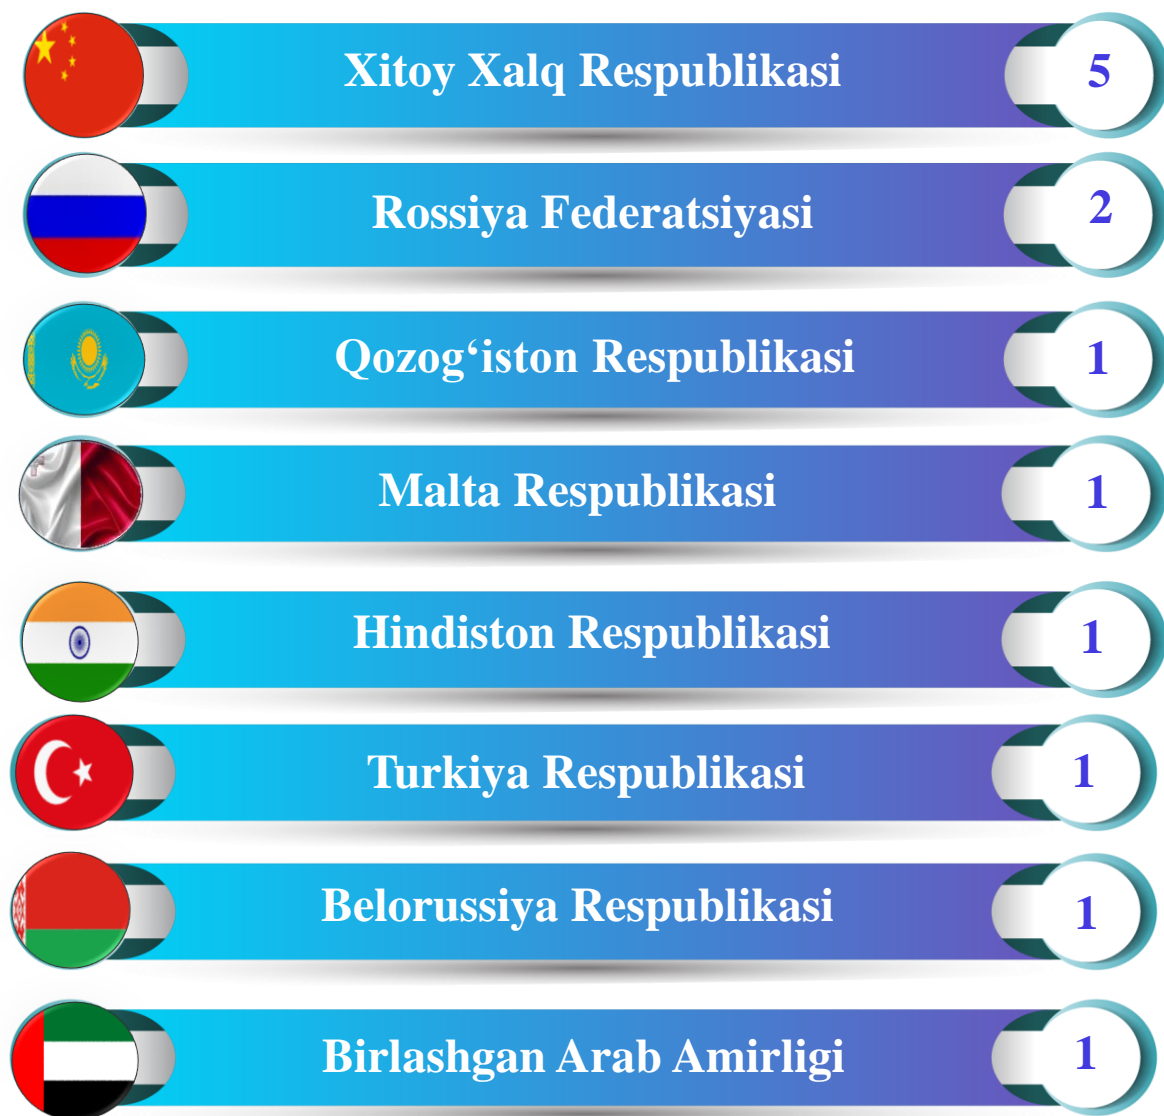 Xitoy Xalq Respublikasi 5
Rossiya Federatsiyasi 2
Qozog‘iston Respublikasi 1
Malta Respublikasi 1
Hindiston Respublikasi 1
Turkiya Respublikasi 1
Belorussiya Respublikasi 1
Birlashgan Arab Amirligi 1